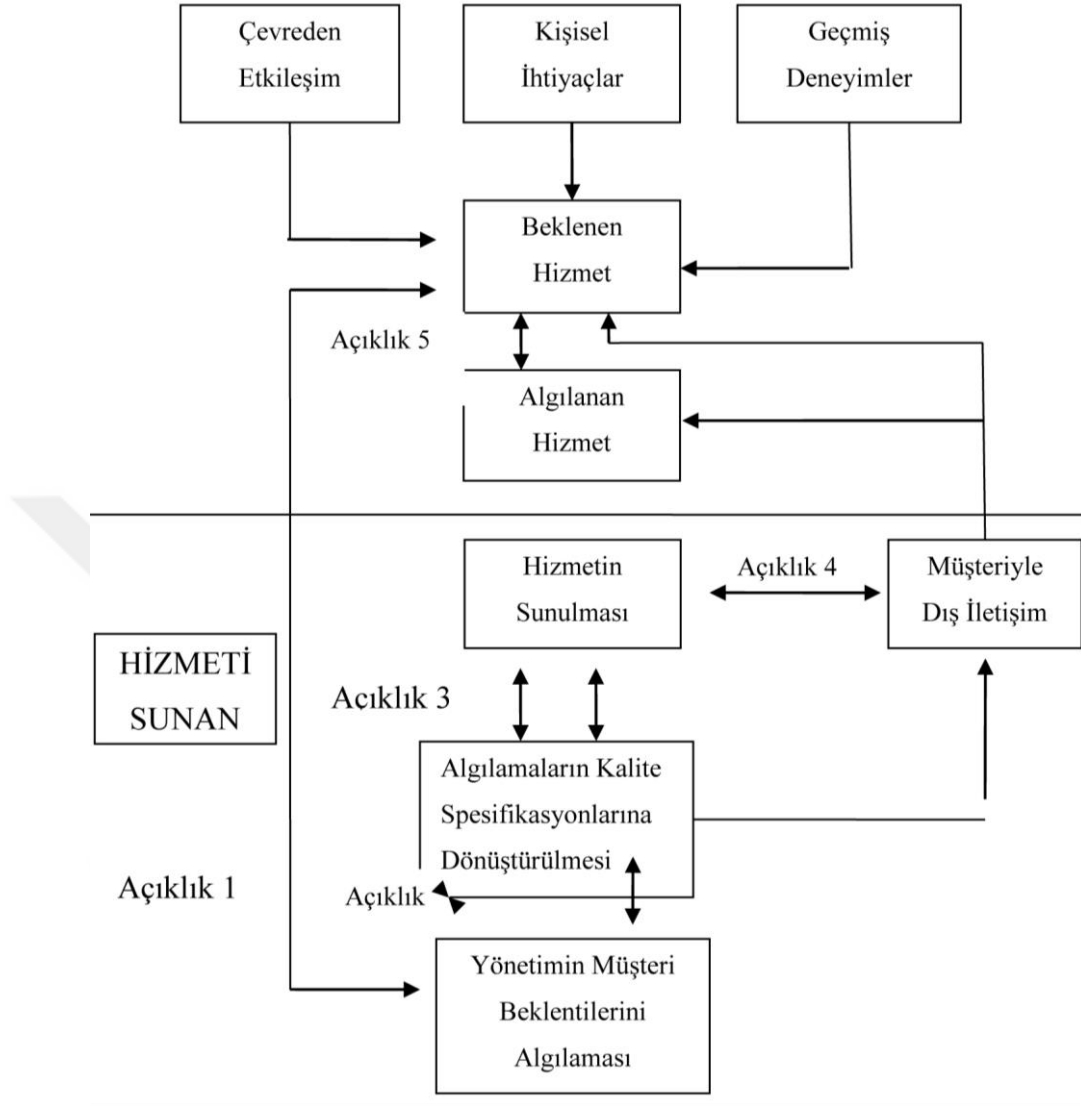 Çevreden
Etkileşim
Kişisel
İhtiyaçlar
Geçmiş
Deneyimler
Beklenen
Hizmet
Açıklık 5
Algılanan
Hizmet
Hizmetin
Sunulması
Açıklık 4
Müşteriyle
Dış İletişim
HİZMETİ
SUNAN
Açıklık 3
Algılamaların Kalite
Spesifikasyonlarına
Dönüştürülmesi
Açıklık 1
Açıklık
Yönetimin Müşteri
Beklentilerini
Algılaması